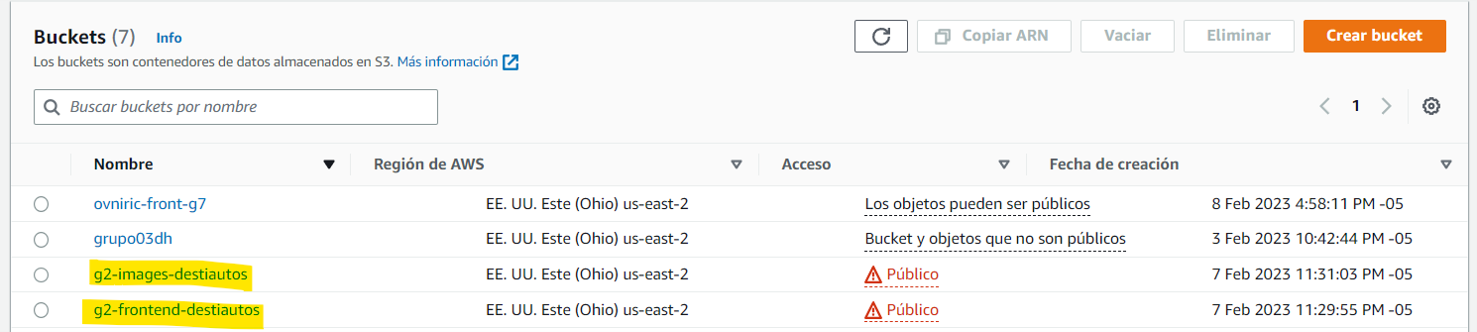 Buckets (7) Info
Los buckets son contenedores de datos almacenados en S3. Más información
Copiar ARN Vaciar Eliminar Crear bucket
Buscar buckets por nombre
1
Nombre Región de AWS Acceso Fecha de creación
ovniric-front-g7 EE. UU. Este (Ohio) us-east-2 Los objetos pueden ser públicos 8 Feb 2023 4:58:11 PM -05
grupo03dh EE. UU. Este (Ohio) us-east-2 Bucket y objetos que no son públicos 3 Feb 2023 10:42:44 PM -05
g2-images-destiautos EE. UU. Este (Ohio) us-east-2 Público 7 Feb 2023 11:31:03 PM -05
g2-frontend-destiautos EE. UU. Este (Ohio) us-east-2 Público 7 Feb 2023 11:29:55 PM -05